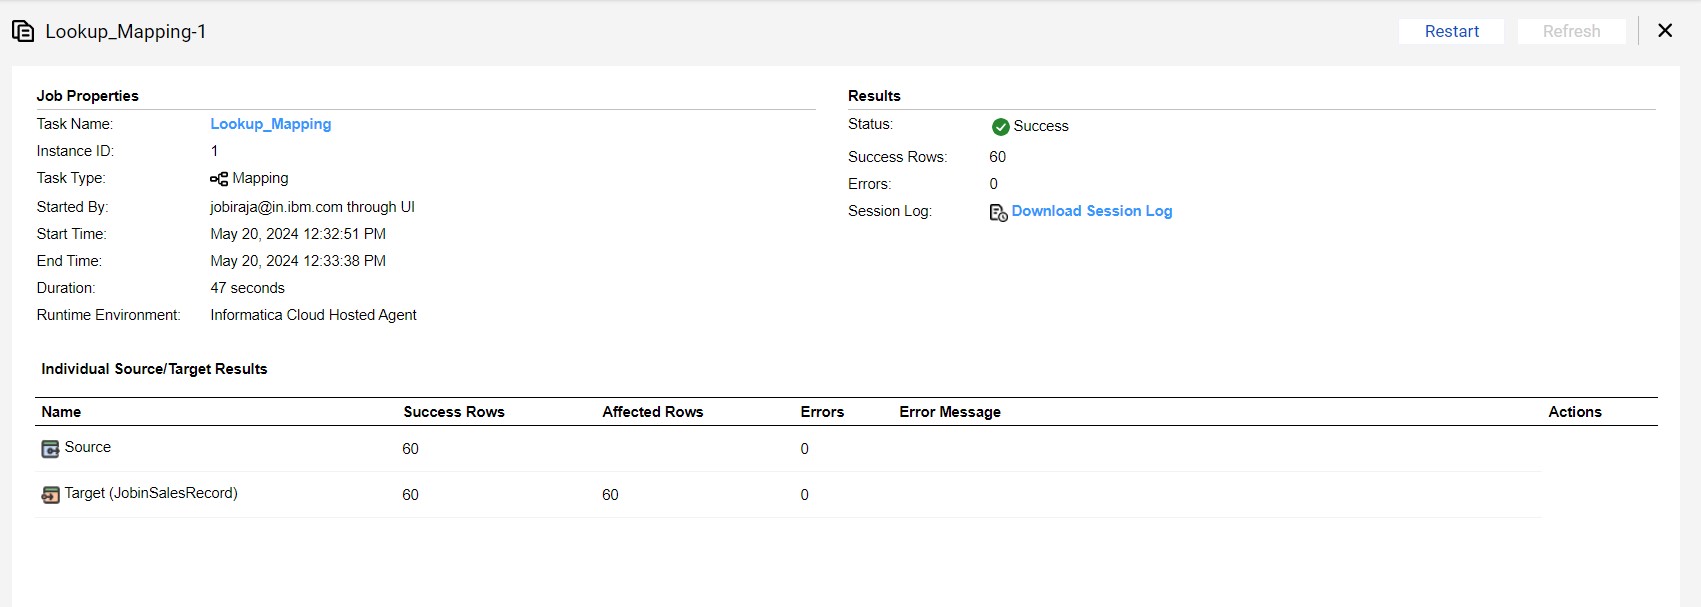 Lookup_Mapping-1
Restart
Refresh
Job Properties
Task Name: Lookup_Mapping
Instance ID: 1
Task Type: Mapping
Started By: jobiraja@in.ibm.com through UI
Start Time: May 20, 2024 12:32:51 PM
End Time: May 20, 2024 12:33:38 PM
Duration: 47 seconds
Runtime Environment: Informatica Cloud Hosted Agent
Results
Status: Success
Success Rows: 60
Errors: 0
Session Log: Download Session Log
Individual Source/Target Results
Name Success Rows Affected Rows Errors Error Message Actions
Source 60 0
Target (JobinSalesRecord) 60 60 0